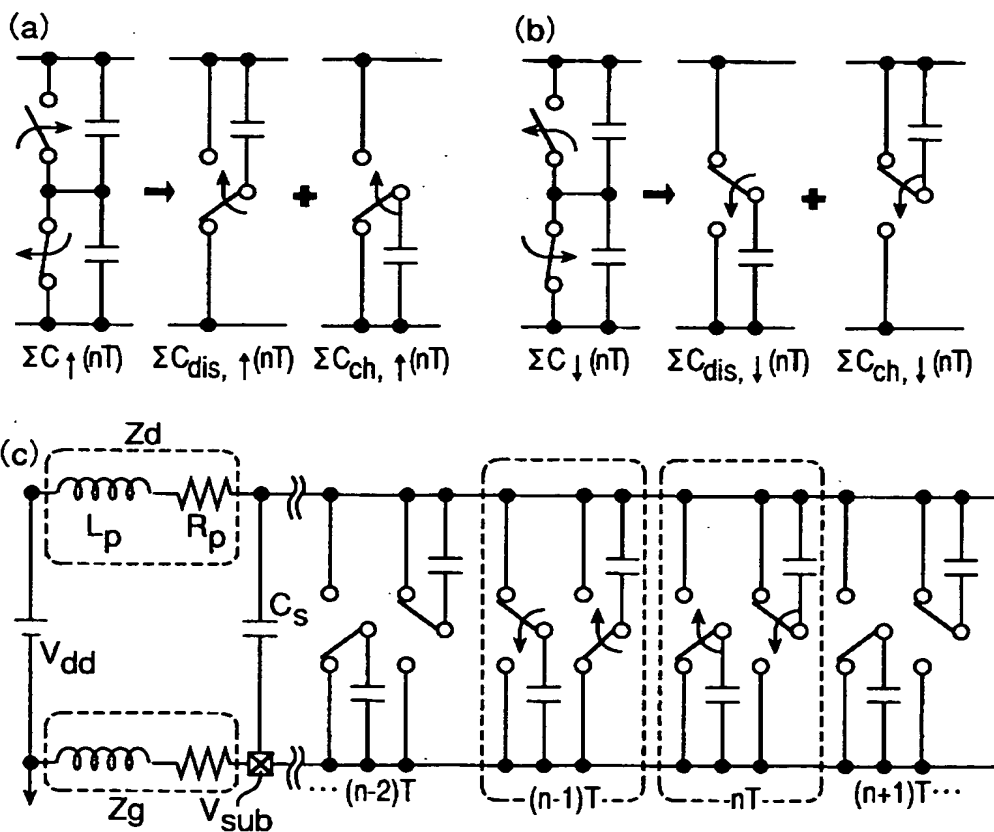 (a)
(b)
ΣC↑(nT)
ΣCdis,↑(nT)
ΣCch,↑(nT)
ΣC↓(nT)
ΣCdis,↓(nT)
ΣCch,↓(nT)
(c)
Zd
Lp
Rp
Cs
Vdd
Zg
Vsub
... (n-2)T
(n-1)T
nT
(n+1)T...